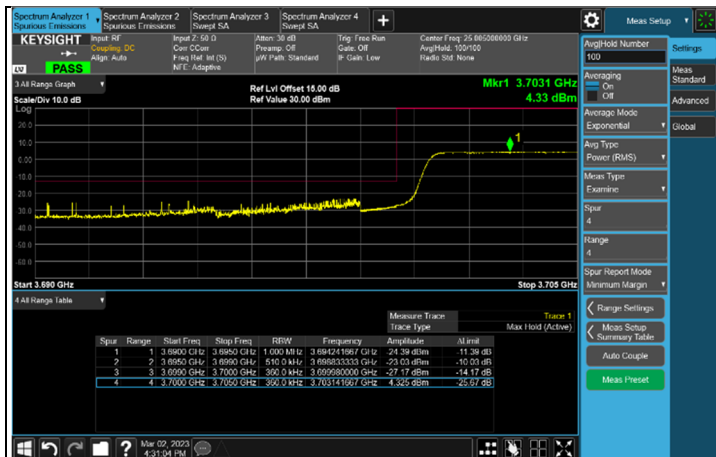 Spectrum Analyzer 1
Spurious Emissions
Spectrum Analyzer 2
Spurious Emissions
Spectrum Analyzer 3
Swept SA
Spectrum Analyzer 4
Swept SA
Meas Setup
KEYSIGHT
Input: RF
Coupling: DC
Align: Auto
Input Z: 50 Ω
Corr CCorr
Freq Ref: Int (S)
NFE: Adaptive
Atten: 30 dB
Preamp: Off
µW Path: Standard
Trig: Free Run
Gate: Off
IF Gain: Low
Center Freq: 25.005000000 GHz
Avg|Hold: 100/100
Radio Std: None
LXI
PASS
3 All Range Graph
Scale/Div 10.0 dB
Ref Lvl Offset 15.00 dB
Ref Value 30.00 dBm
Mkr1 3.7031 GHz
4.33 dBm
Log
20.0
10.0
0.00
10.0
20.0
30.0
40.0
-50.0
-60.0
1
Start 3.690 GHz
Stop 3.705 GHz
4 All Range Table
Measure Trace Trace 1
Trace Type Max Hold (Active)
Spur Range Start Freq Stop Freq RBW Frequency Amplitude ΔLimit
1 1 3.6900 GHz 3.6950 GHz 1.000 MHz 3.694241667 GHz -24.39 dBm -11.39 dB
2 2 3.6950 GHz 3.6990 GHz 510.0 kHz 3.698833333 GHz -23.03 dBm -10.03 dB
3 3 3.6990 GHz 3.7000 GHz 360.0 kHz 3.699980000 GHz -27.17 dBm -14.17 dB
4 4 3.7000 GHz 3.7050 GHz 360.0 kHz 3.703141667 GHz 4.325 dBm -25.67 dB
Avg|Hold Number
100
Averaging
On
Off
Average Mode
Exponential
Avg Type
Power (RMS)
Meas Type
Examine
Spur
4
Range
4
Spur Report Mode
Minimum Margin
Range Settings
Meas Setup
Summary Table
Auto Couple
Meas Preset
Settings
Meas
Standard
Advanced
Global
Mar 02, 2023
4:31:04 PM